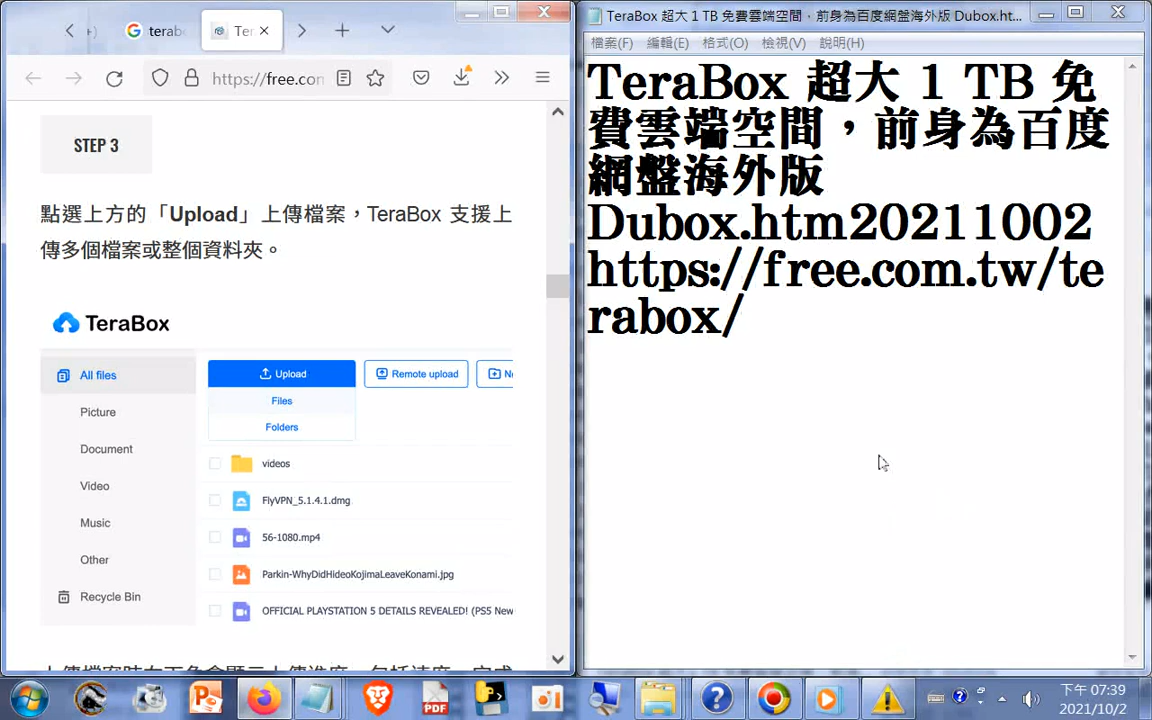 terab
Ter
https://free.con
STEP 3
點選上方的「Upload」上傳檔案，TeraBox 支援上
傳多個檔案或整個資料夾。
TeraBox
All files
Picture
Document
Video
Music
Other
Recycle Bin
Upload
Remote upload
Files
Folders
videos
FlyVPN_5.1.4.1.dmg
56-1080.mp4
Parkin-WhyDidHideoKojimaLeaveKonami.jpg
OFFICIAL PLAYSTATION 5 DETAILS REVEALED! (PS5 New
TeraBox 超大 1 TB 免費雲端空間，前身為百度網盤海外版 Dubox.ht...
檔案(F) 編輯(E) 格式(O) 檢視(V) 說明(H)
TeraBox 超大 1 TB 免
費雲端空間，前身為百度
網盤海外版
Dubox.htm20211002
https://free.com.tw/te
rabox/
PDF
下午 07:39
2021/10/2